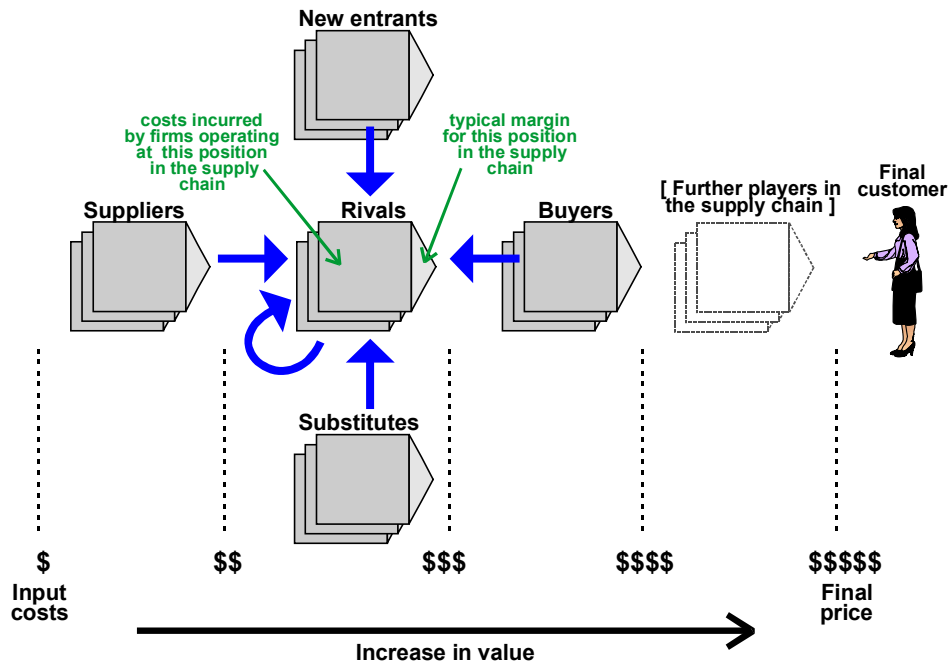 New entrants
costs incurred
by firms operating
at this position
in the supply
chain
typical margin
for this position
in the supply
chain
[ Further players in
the supply chain ]
Final
customer
Suppliers
Rivals
Buyers
Substitutes
$
$$
$$$
$$$$
$$$$$
Input
costs
Final
price
Increase in value